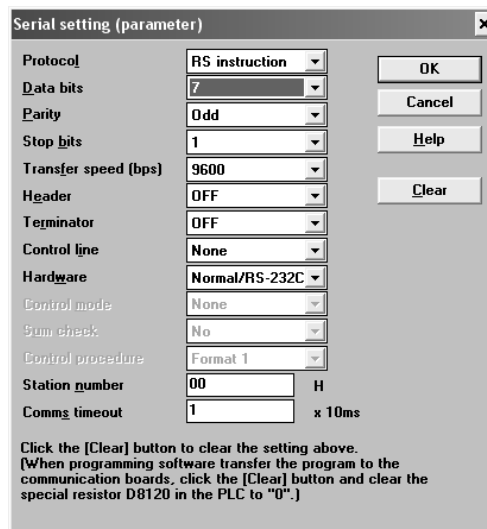 Serial setting (parameter)
Protocol RS instruction OK
Data bits 7
Cancel
Parity Odd
Stop bits 1 Help
Transfer speed (bps) 9600
Header OFF Clear
Terminator OFF
Control line None
Hardware Normal/RS-232C
Control mode None
Sum check No
Control procedure Format 1
Station number 00 H
Comms timeout 1 x 10ms
Click the [Clear] button to clear the setting above.
(When programming software transfer the program to the
communication boards, click the [Clear] button and clear the
special resistor D8120 in the PLC to "0".)